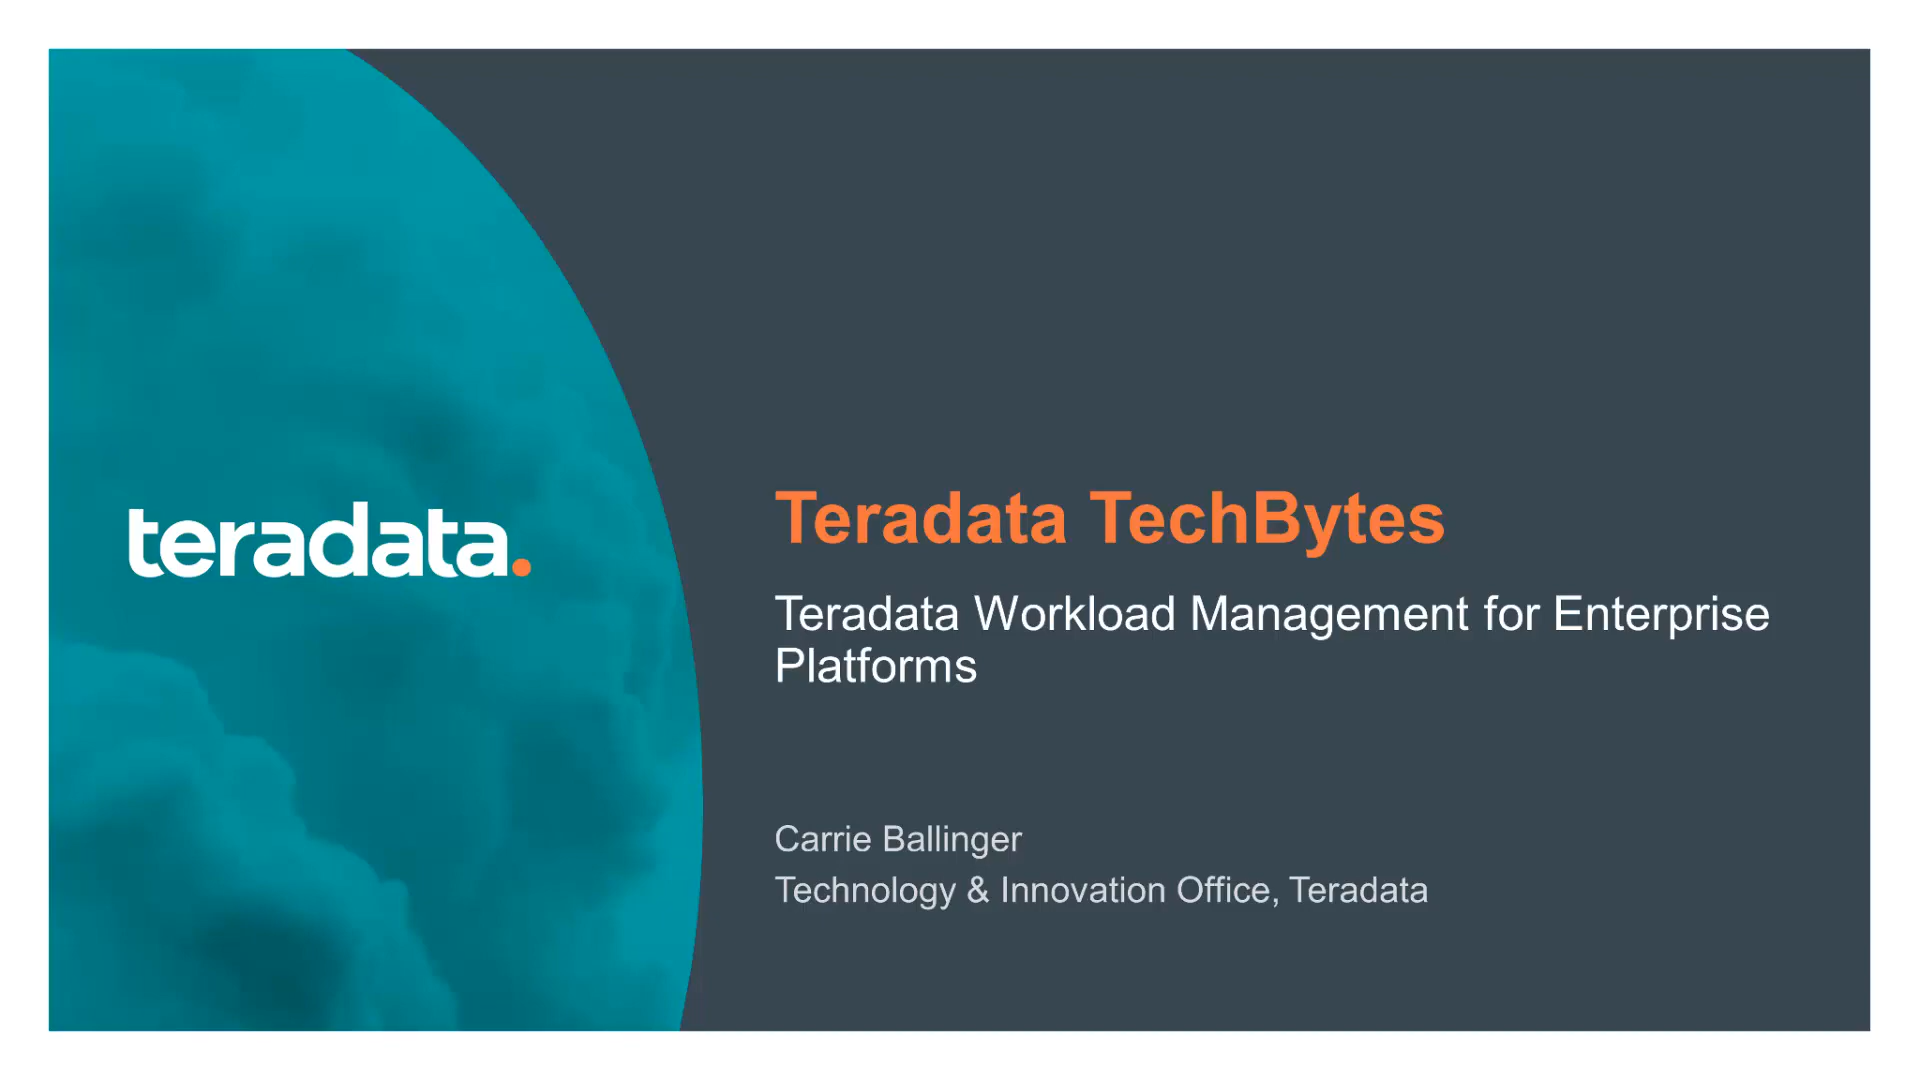 teradata.
Teradata TechBytes
Teradata Workload Management for Enterprise
Platforms
Carrie Ballinger
Technology & Innovation Office, Teradata